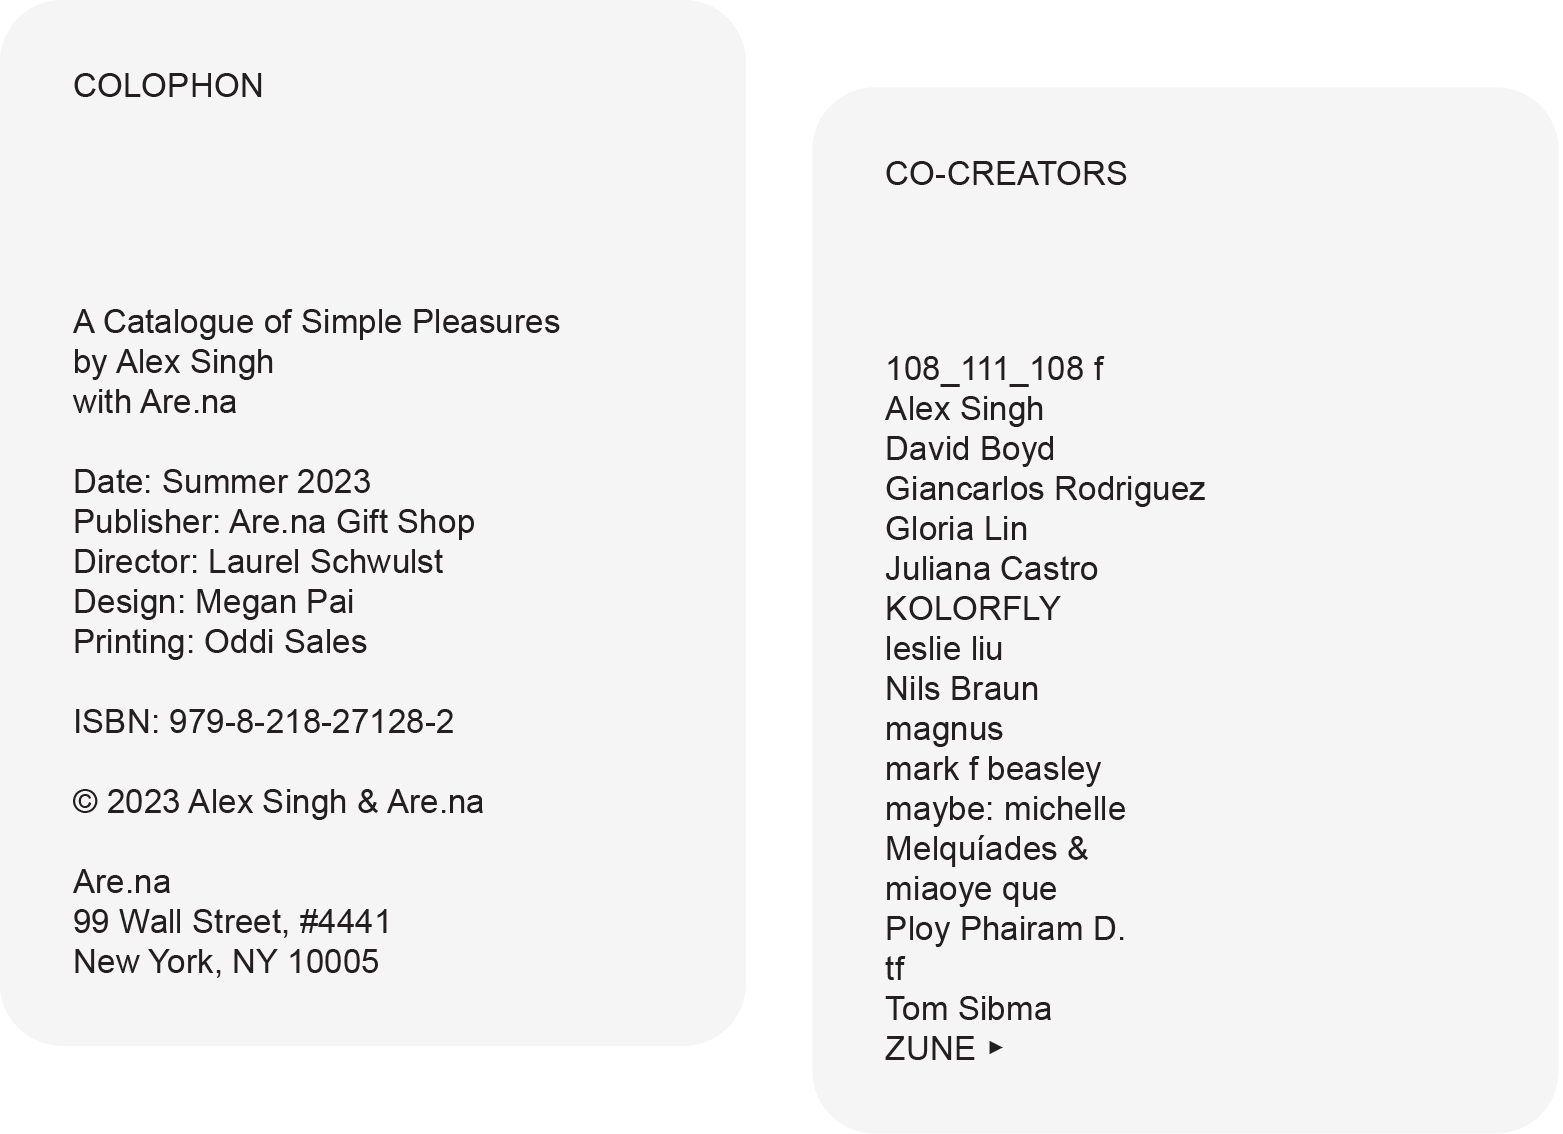 COLOPHON
A Catalogue of Simple Pleasures
by Alex Singh
with Are.na
Date: Summer 2023
Publisher: Are.na Gift Shop
Director: Laurel Schwulst
Design: Megan Pai
Printing: Oddi Sales
ISBN: 979-8-218-27128-2
© 2023 Alex Singh & Are.na
Are.na
99 Wall Street, #4441
New York, NY 10005
CO-CREATORS
108_111_108 f
Alex Singh
David Boyd
Giancarlos Rodriguez
Gloria Lin
Juliana Castro
KOLORFLY
leslie liu
Nils Braun
magnus
mark f beasley
maybe: michelle
Melquíades &
miaoye que
Ploy Phairam D.
tf
Tom Sibma
ZUNE ►